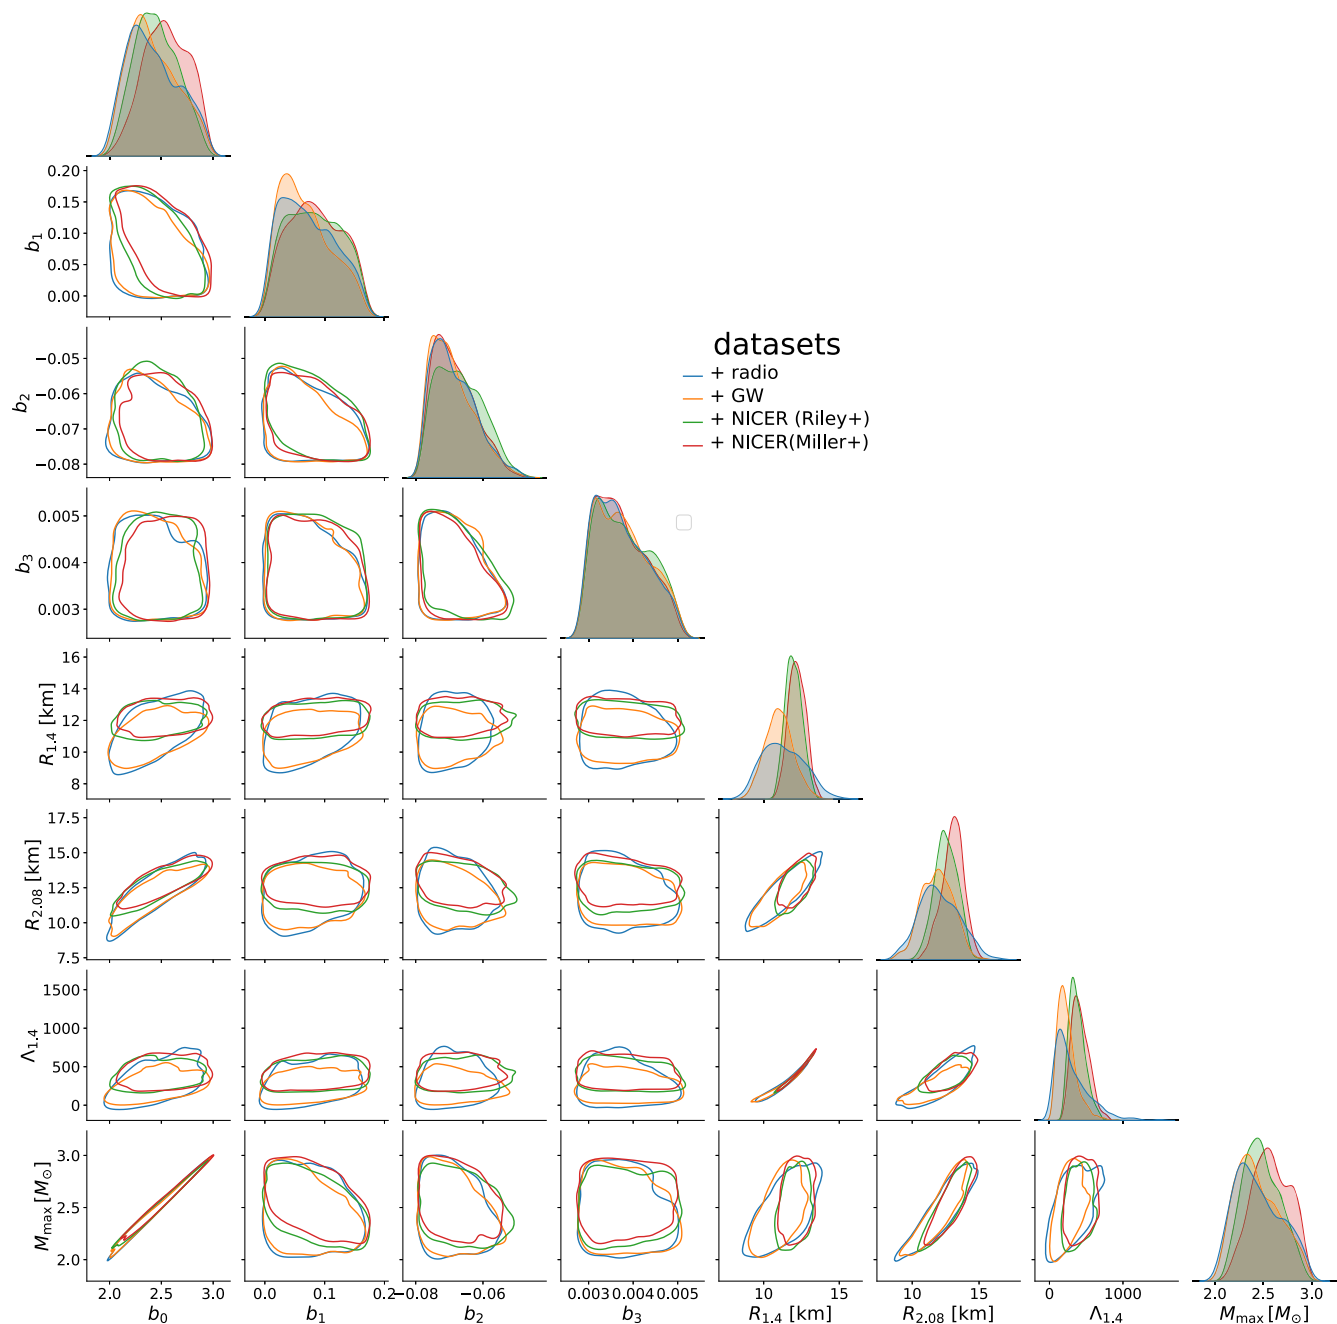 0.20
0.15
0.10
0.05
0.00
b₁
−0.05
−0.06
−0.07
−0.08
b₂
datasets
+ radio
+ GW
+ NICER (Riley+)
+ NICER(Miller+)
0.005
0.004
0.003
b₃
16
14
12
10
8
R₁.₄ [km]
17.5
15.0
12.5
10.0
7.5
R₂.₀₈ [km]
1500
1000
500
0
Λ₁.₄
3.0
2.5
2.0
M_max [M_⊙]
2.0 2.5 3.0
b₀
0.0 0.1 0.2
b₁
−0.08 −0.06
b₂
0.003 0.004 0.005
b₃
10 15
R₁.₄ [km]
10 15
R₂.₀₈ [km]
0 1000
Λ₁.₄
2.0 2.5 3.0
M_max [M_⊙]